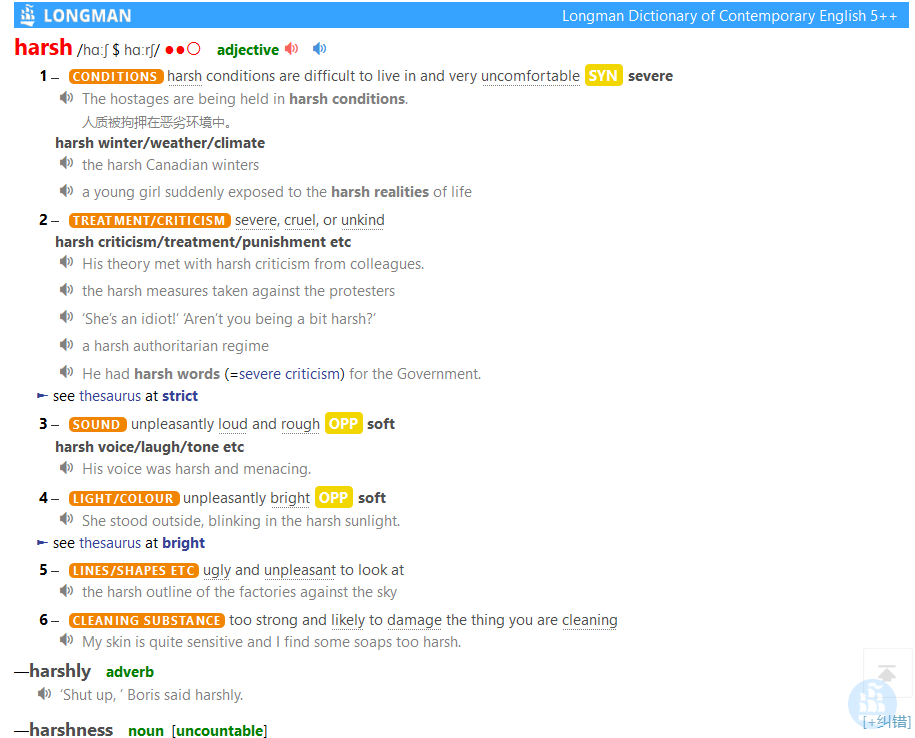 LONGMAN Longman Dictionary of Contemporary English 5++
harsh /hɑːʃ $ hɑːrʃ/ ●●○ adjective
1 – CONDITIONS harsh conditions are difficult to live in and very uncomfortable SYN severe
The hostages are being held in harsh conditions.
人质被拘押在恶劣环境中。
harsh winter/weather/climate
the harsh Canadian winters
a young girl suddenly exposed to the harsh realities of life
2 – TREATMENT/CRITICISM severe, cruel, or unkind
harsh criticism/treatment/punishment etc
His theory met with harsh criticism from colleagues.
the harsh measures taken against the protesters
‘She’s an idiot!’ ‘Aren’t you being a bit harsh?’
a harsh authoritarian regime
He had harsh words (=severe criticism) for the Government.
► see thesaurus at strict
3 – SOUND unpleasantly loud and rough OPP soft
harsh voice/laugh/tone etc
His voice was harsh and menacing.
4 – LIGHT/COLOUR unpleasantly bright OPP soft
She stood outside, blinking in the harsh sunlight.
► see thesaurus at bright
5 – LINES/SHAPES ETC ugly and unpleasant to look at
the harsh outline of the factories against the sky
6 – CLEANING SUBSTANCE too strong and likely to damage the thing you are cleaning
My skin is quite sensitive and I find some soaps too harsh.
—harshly adverb
‘Shut up, ’ Boris said harshly.
[+纠错]
—harshness noun [uncountable]